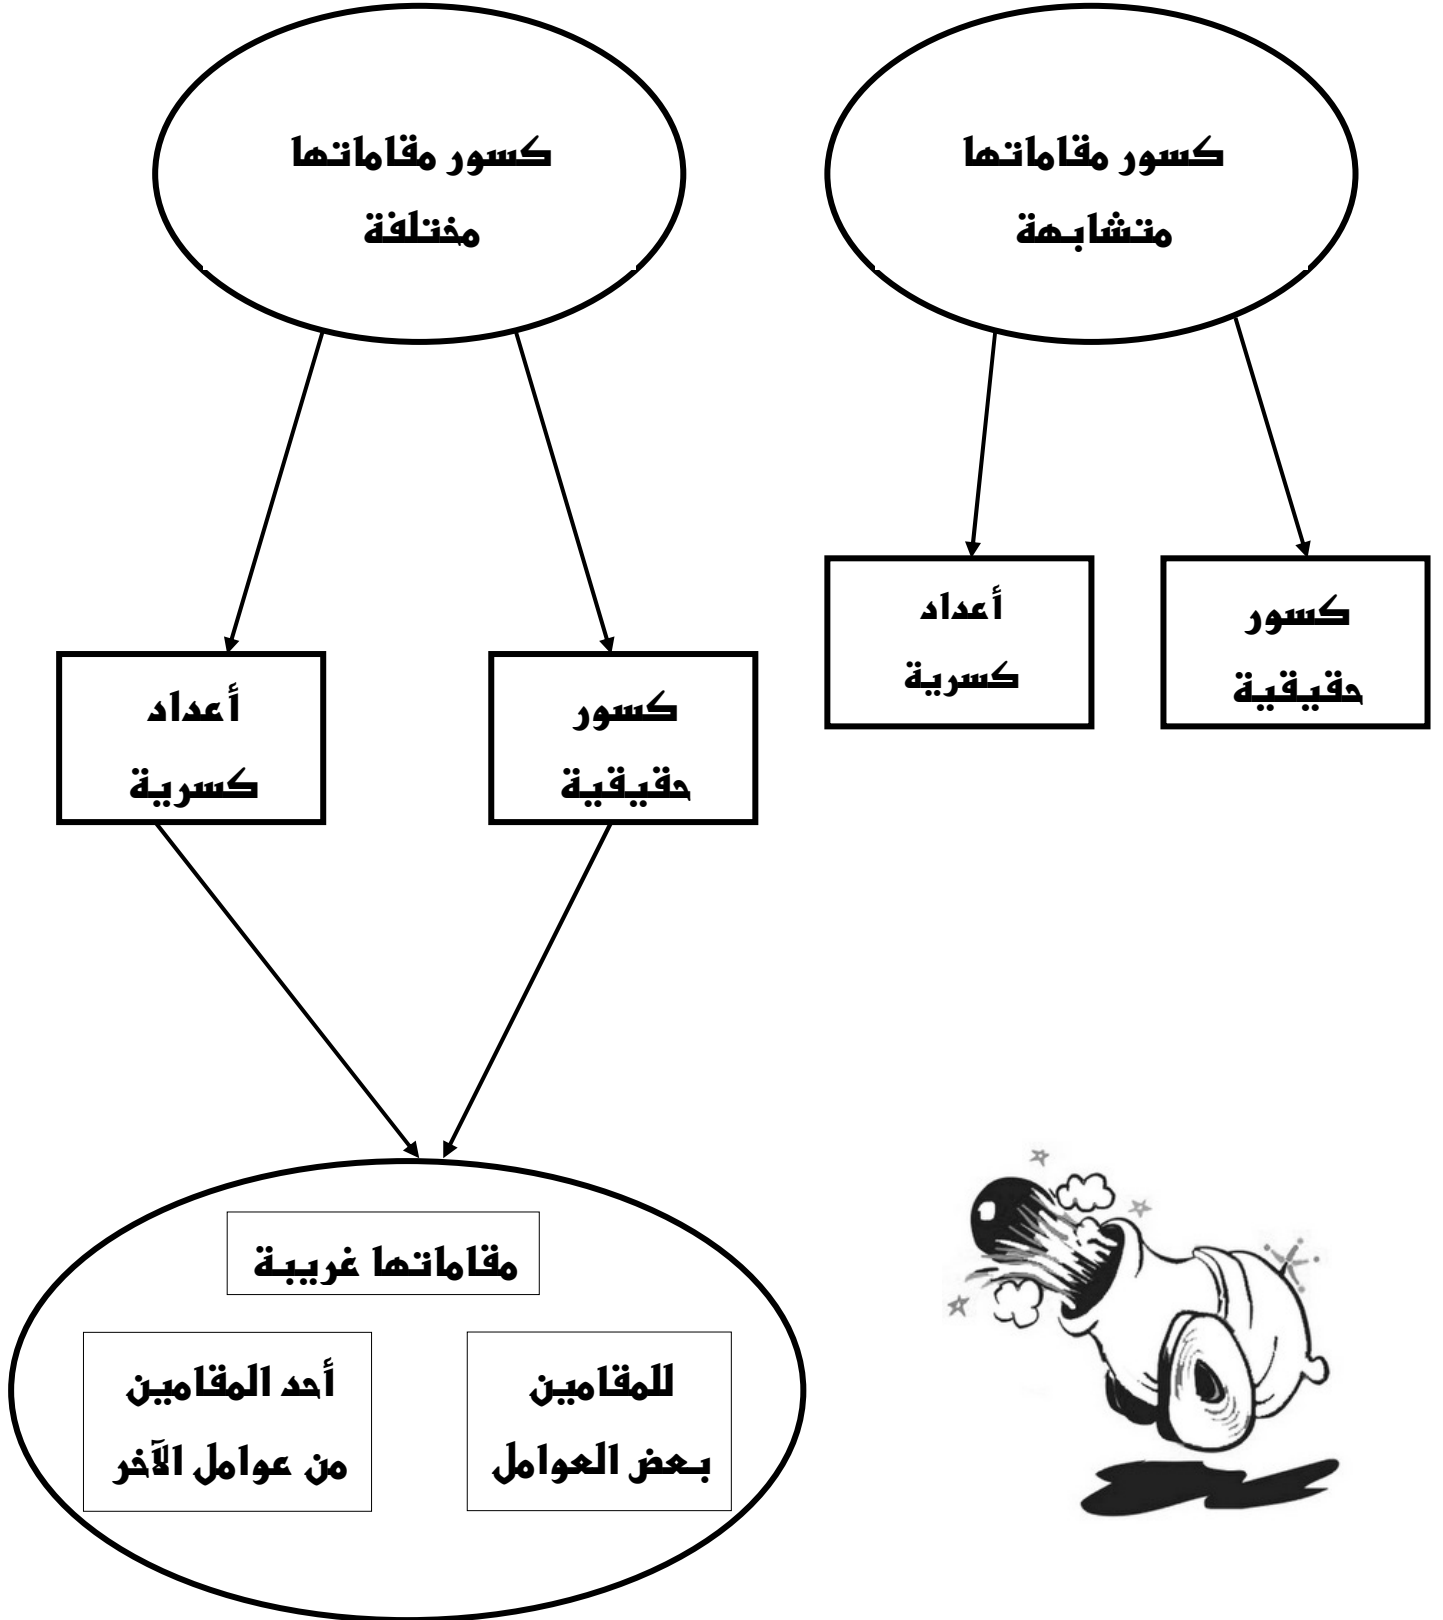 كسور مقاماتها
متشابهة
كسور مقاماتها
مختلفة
كسور
حقيقية
أعداد
كسرية
كسور
حقيقية
أعداد
كسرية
مقاماتها غريبة
للمقامين
بعض العوامل
أحد المقامين
من عوامل الآخر